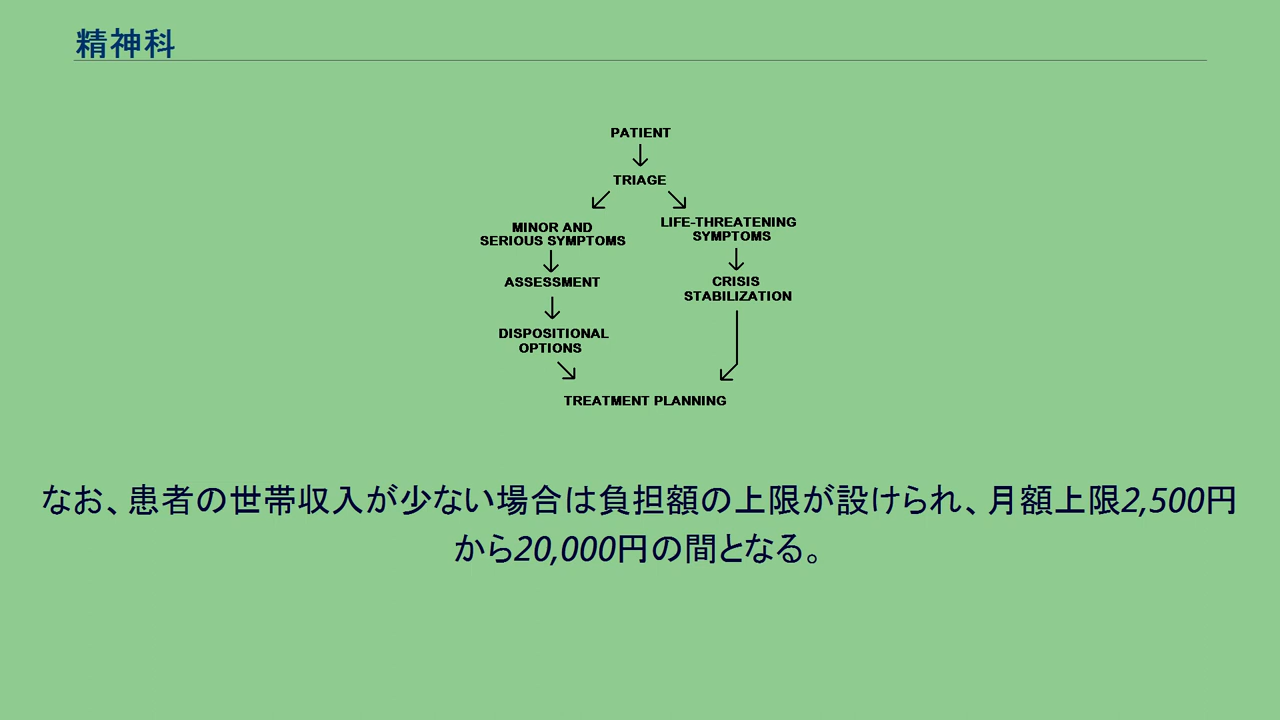 精神科
PATIENT
TRIAGE
MINOR AND
SERIOUS SYMPTOMS
LIFE-THREATENING
SYMPTOMS
ASSESSMENT
CRISIS
STABILIZATION
DISPOSITIONAL
OPTIONS
TREATMENT PLANNING
なお、患者の世帯収入が少ない場合は負担額の上限が設けられ、月額上限2,500円
から20,000円の間となる。